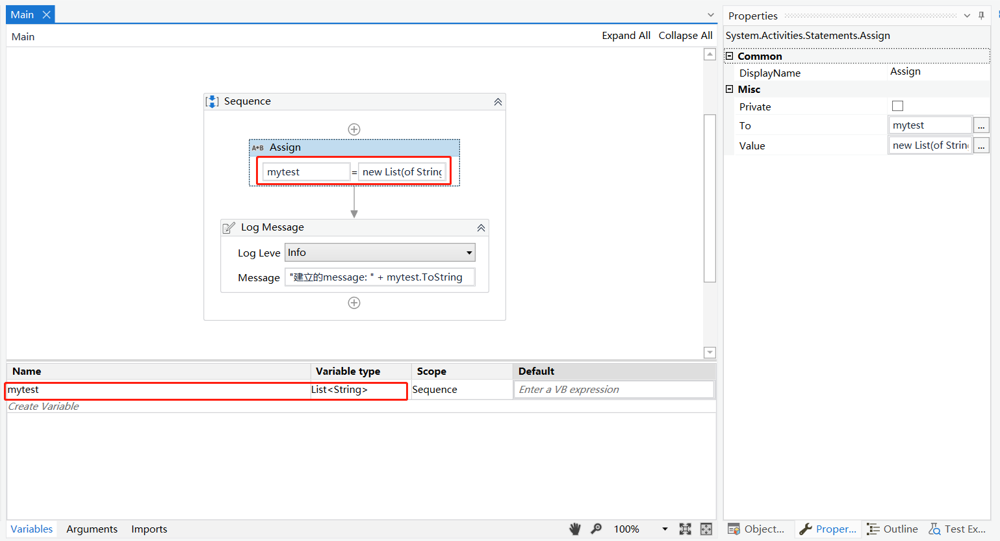 Main
Main
Expand All Collapse All
Sequence
A B Assign
mytest = new List(of String
Log Message
Log Leve Info
Message "建立的message: " + mytest.ToString
Name Variable type Scope Default
mytest List<String> Sequence Enter a VB expression
Create Variable
Variables Arguments Imports 100%
Properties
System.Activities.Statements.Assign
Common
DisplayName Assign
Misc
Private
To mytest ...
Value new List(of Strin ...
Object... Proper... Outline Test Ex...